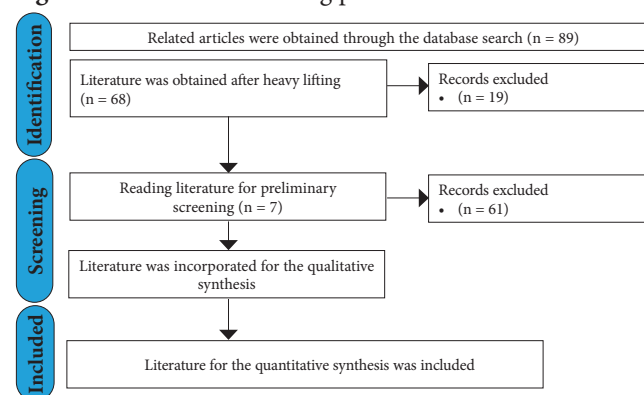 Identification
Related articles were obtained through the database search (n = 89)
Literature was obtained after heavy lifting
(n = 68)
Records excluded
• (n = 19)
Screening
Reading literature for preliminary
screening (n = 7)
Records excluded
• (n = 61)
Literature was incorporated for the qualitative
synthesis
Included
Literature for the quantitative synthesis was included